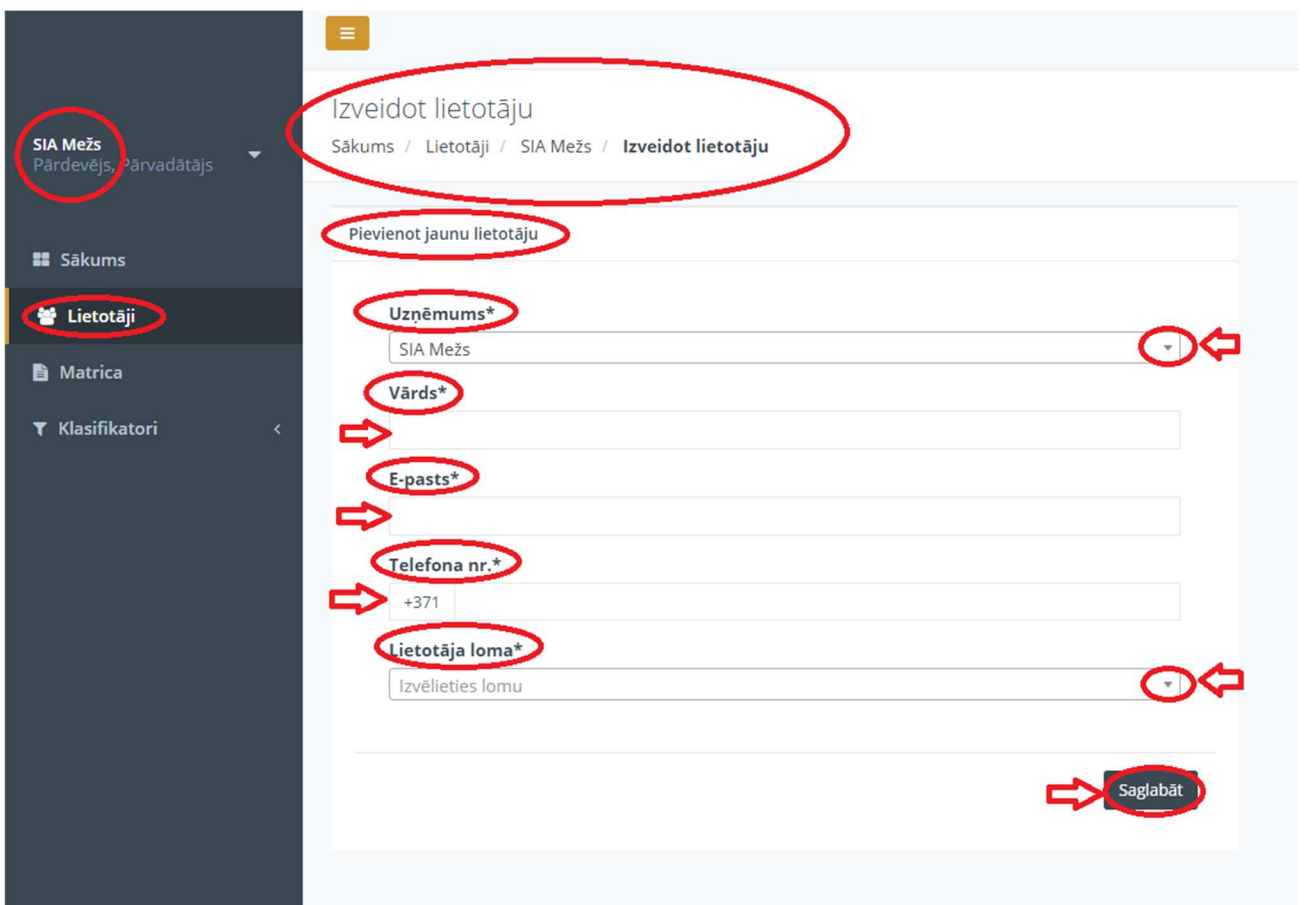 SIA Mežs
Pārdevējs, Pārvadātājs
Sākums
Lietotāji
Matrica
Klasifikatori
Izveidot lietotāju
Sākums / Lietotāji / SIA Mežs / Izveidot lietotāju
Pievienot jaunu lietotāju
Uzņēmums*
SIA Mežs
Vārds*
E-pasts*
Telefona nr.*
+371
Lietotāja loma*
Izvēlieties lomu
Saglabāt